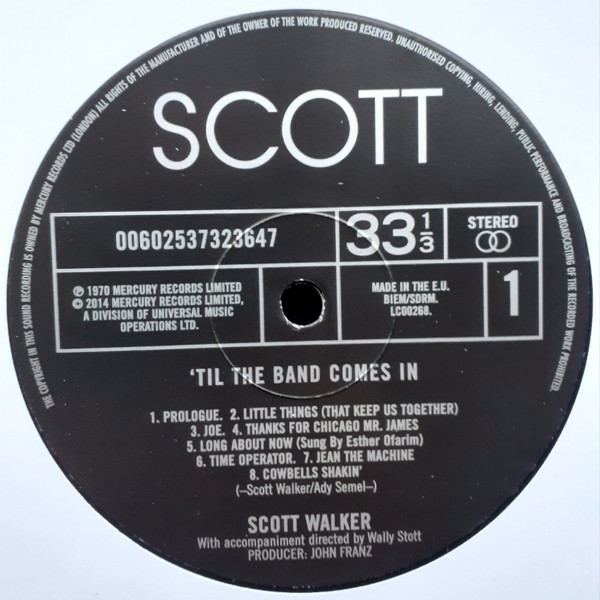 THE COPYRIGHT IN THIS SOUND RECORDING IS OWNED BY MERCURY RECORDS LTD (LONDON) ALL RIGHTS OF THE MANUFACTURER AND OF THE OWNER OF THE WORK PRODUCED RESERVED. UNAUTHORISED COPYING, HIRING, LENDING, PUBLIC PERFORMANCE AND BROADCASTING OF THE RECORDED WORK PROHIBITED.
SCOTT
00602537323647
33 1/3
STEREO
℗ 1970 MERCURY RECORDS LIMITED
© 2014 MERCURY RECORDS LIMITED,
A DIVISION OF UNIVERSAL MUSIC
OPERATIONS LTD.
MADE IN THE E.U.
BIEM/SDRM.
LC00268.
1
'TIL THE BAND COMES IN
1. PROLOGUE. 2. LITTLE THINGS (THAT KEEP US TOGETHER)
3. JOE. 4. THANKS FOR CHICAGO MR. JAMES
5. LONG ABOUT NOW (Sung By Esther Ofarim)
6. TIME OPERATOR. 7. JEAN THE MACHINE
8. COWBELLS SHAKIN'
(–Scott Walker/Ady Semel–)
SCOTT WALKER
With accompaniment directed by Wally Stott
PRODUCER: JOHN FRANZ